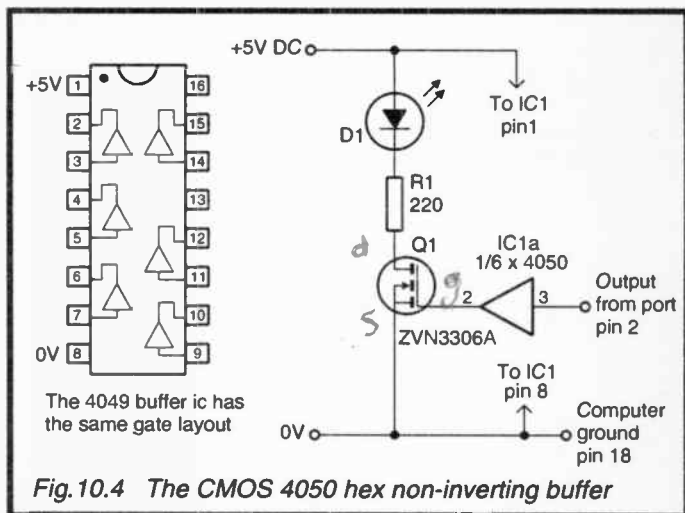 +5V
1
2
3
4
5
6
7
0V
8
16
15
14
13
12
11
10
9
The 4049 buffer ic has
the same gate layout
+5V DC
To IC1
pin1
D1
R1
220
d
Q1
g
S
ZVN3306A
IC1a
1/6 x 4050
2
3
Output
from port
pin 2
To IC1
pin 8
0V
Computer
ground
pin 18
Fig.10.4 The CMOS 4050 hex non-inverting buffer